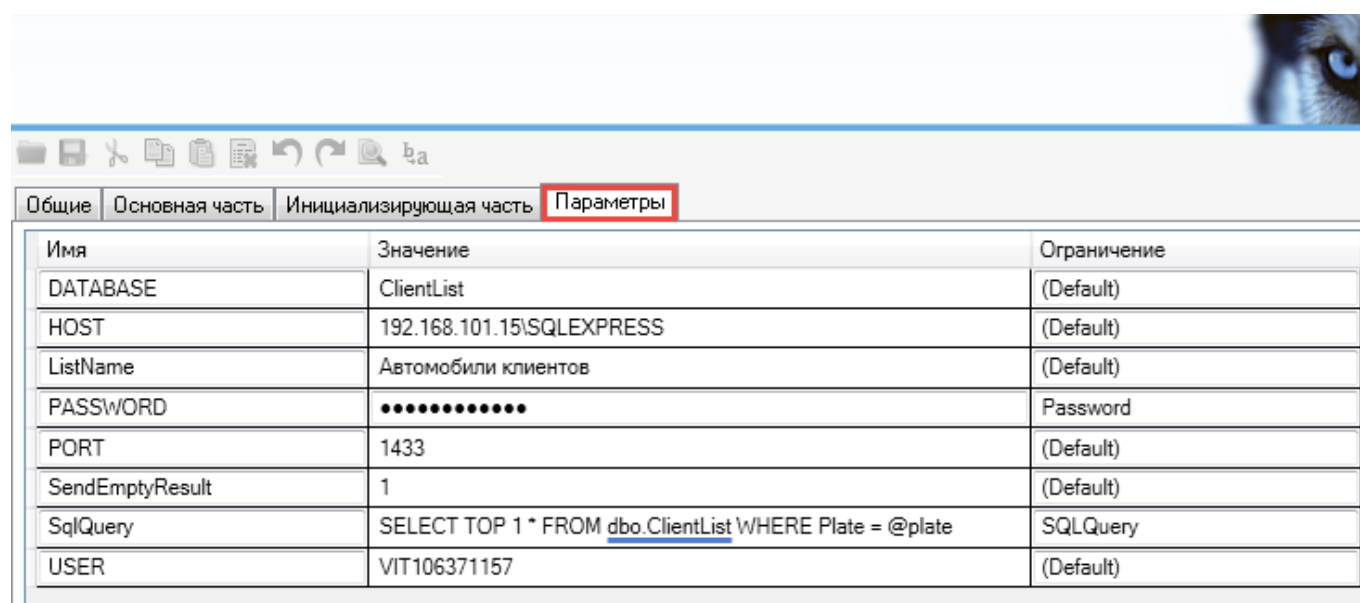 Общие Основная часть Инициализирующая часть Параметры
Имя Значение Ограничение
DATABASE ClientList (Default)
HOST 192.168.101.15\SQLEXPRESS (Default)
ListName Автомобили клиентов (Default)
PASSWORD ●●●●●●●●●●●● Password
PORT 1433 (Default)
SendEmptyResult 1 (Default)
SqlQuery SELECT TOP 1 * FROM dbo.ClientList WHERE Plate = @plate SQLQuery
USER VIT106371157 (Default)